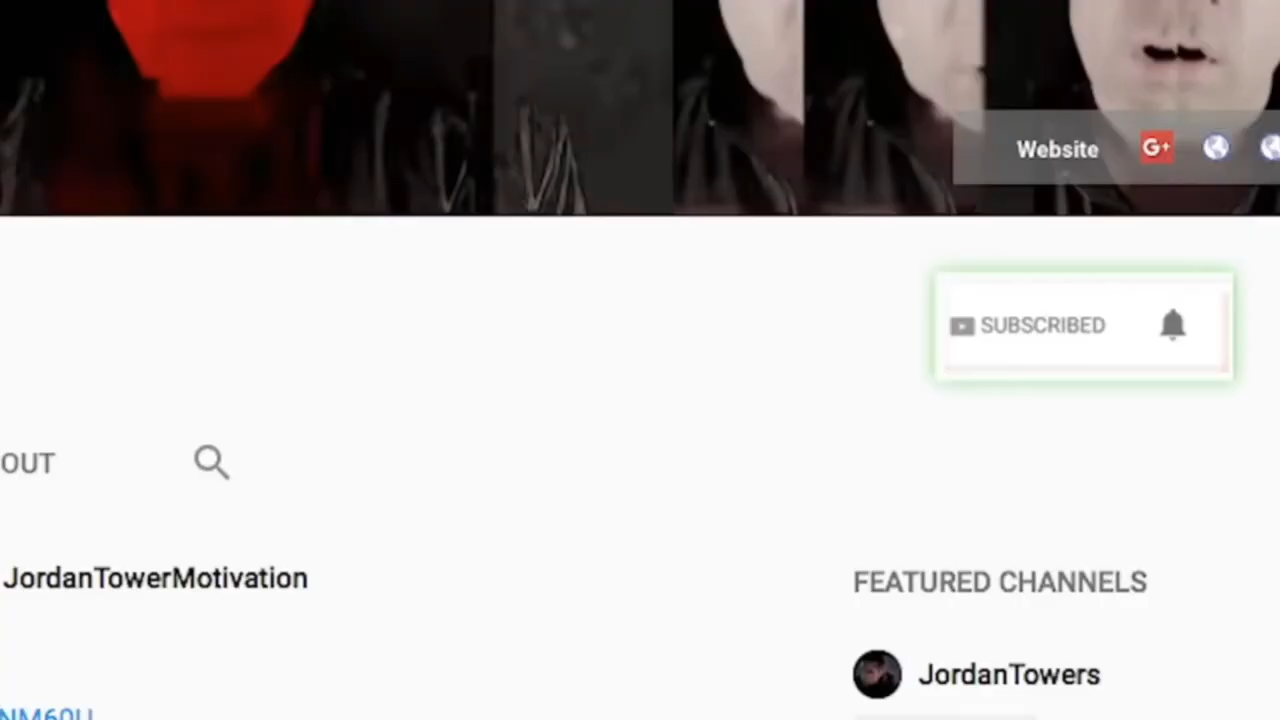 Website G+
SUBSCRIBED
OUT
JordanTowerMotivation
FEATURED CHANNELS
JordanTowers